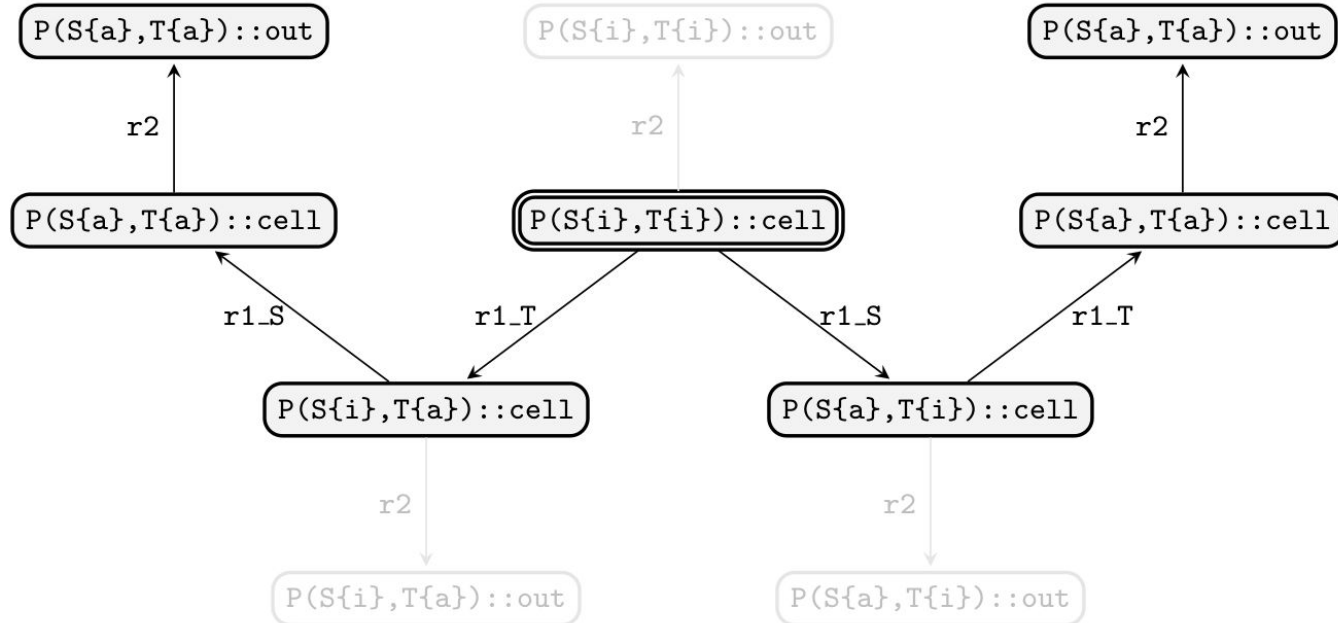 P(S{a},T{a})::out
P(S{i},T{i})::out
P(S{a},T{a})::out
r2
r2
r2
P(S{a},T{a})::cell
P(S{i},T{i})::cell
P(S{a},T{a})::cell
r1_S
r1_T
r1_S
r1_T
P(S{i},T{a})::cell
P(S{a},T{i})::cell
r2
r2
P(S{i},T{a})::out
P(S{a},T{i})::out